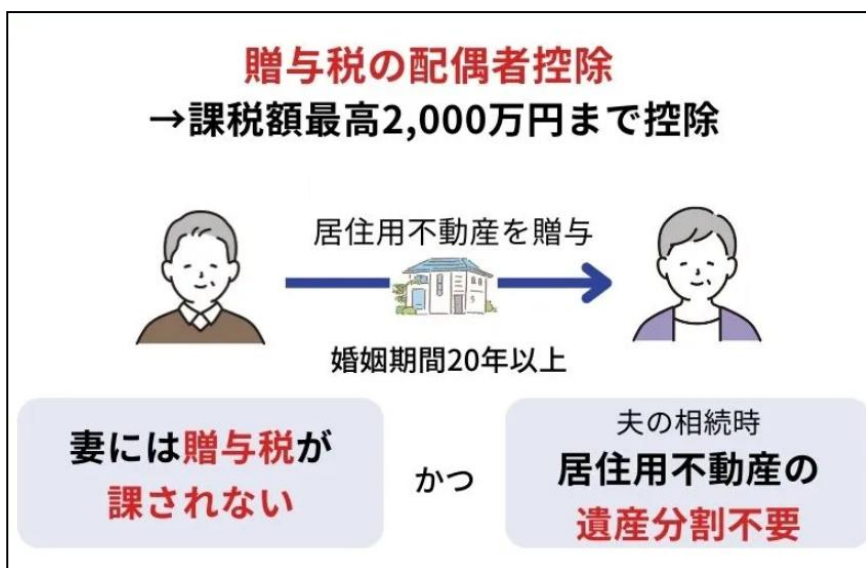 贈与税の配偶者控除
→課税額最高2,000万円まで控除
居住用不動産を贈与
婚姻期間20年以上
妻には贈与税が
課されない
かつ
夫の相続時
居住用不動産の
遺産分割不要